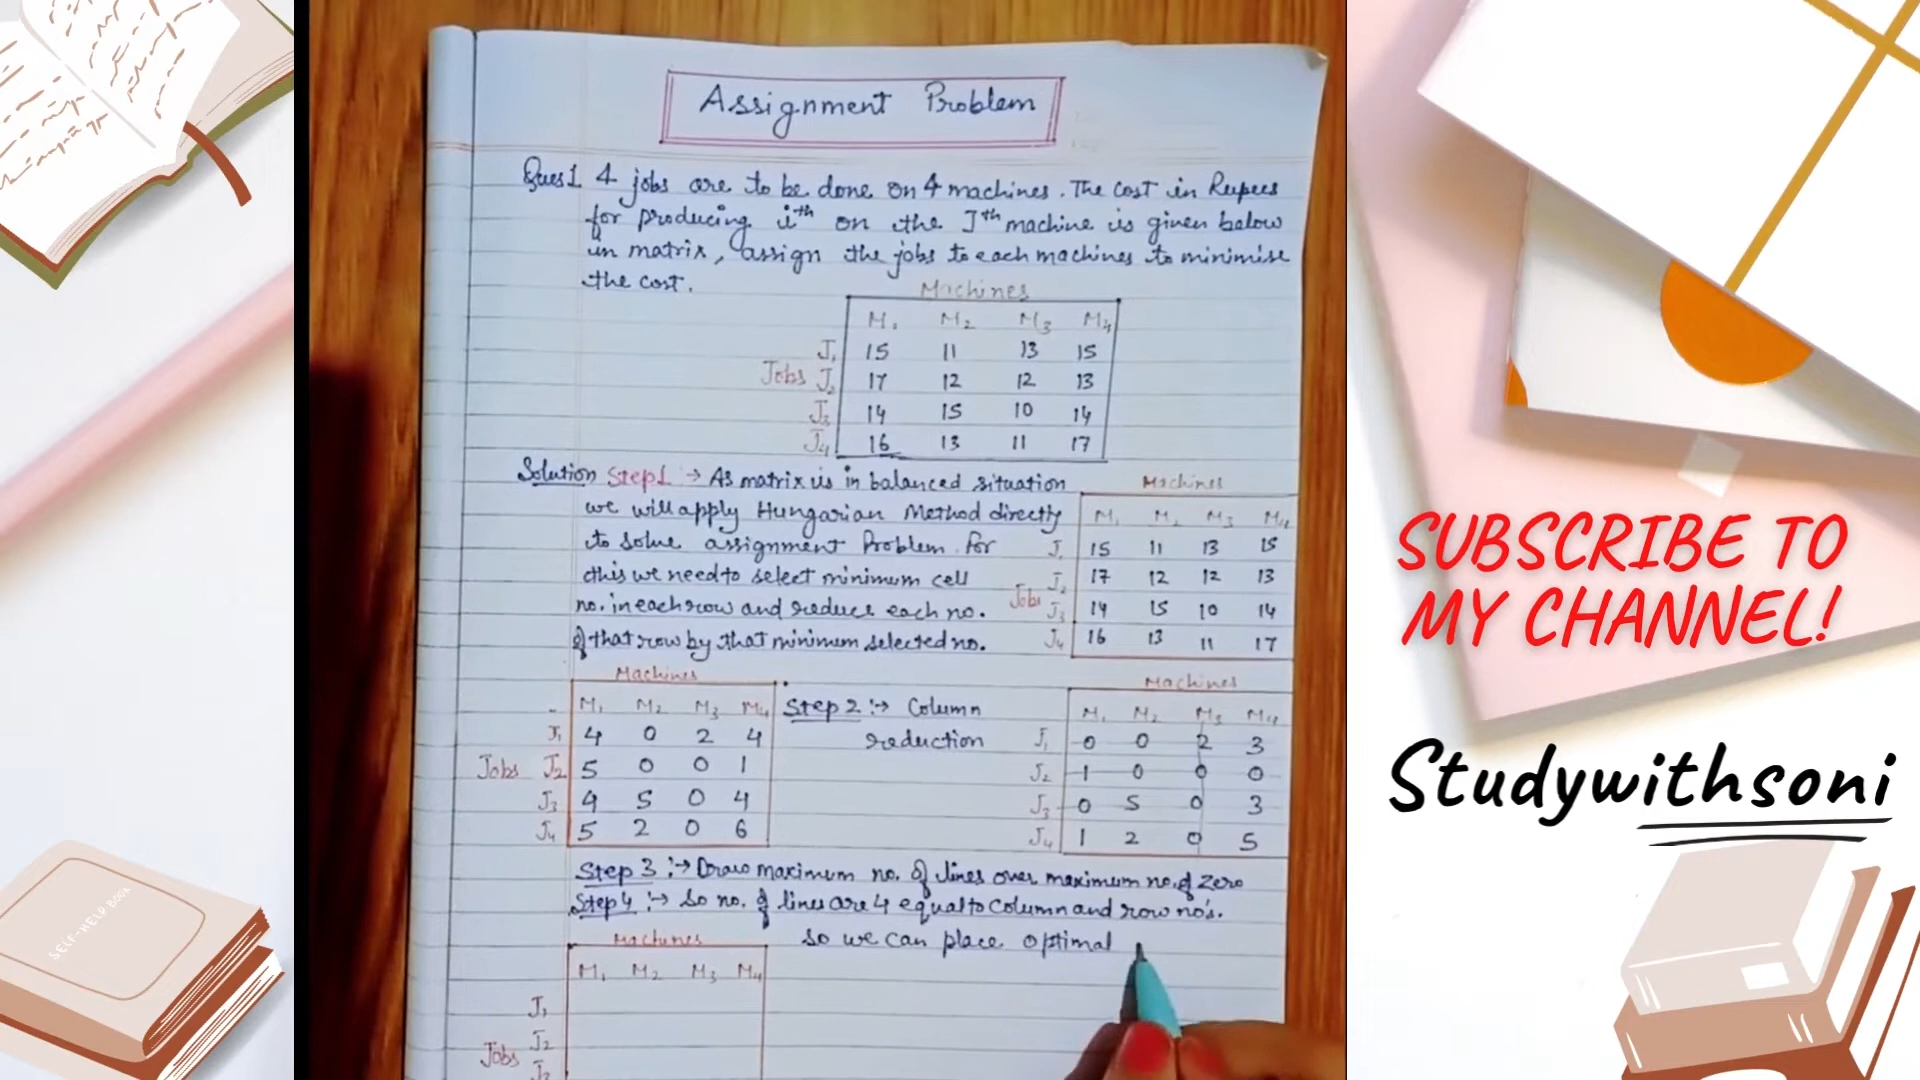 Assignment Problem
Ques 1 4 jobs are to be done on 4 machines. The cost in Rupees
for producing ith on the Jth machine is given below
in matrix, assign the jobs to each machines to minimise
the cost.
Machines
M1 M2 M3 M4
J1 15 11 13 15
Jobs J2 17 12 12 13
J3 14 15 10 14
J4 16 13 11 17
Solution Step 1 → As matrix is in balanced situation
we will apply Hungarian Method directly
to solve assignment Problem. For
this we need to select minimum cell
no. in each row and reduce each no.
of that row by that minimum selected no.
Machines
M1 M2 M3 M4
J1 15 11 13 15
J2 17 12 12 13
Jobs J3 14 15 10 14
J4 16 13 11 17
Machines
M1 M2 M3 M4
J1 4 0 2 4
Jobs J2 5 0 0 1
J3 4 5 0 4
J4 5 2 0 6
Step 2 :→ Column
reduction
Machines
M1 M2 M3 M4
J1 0 0 2 3
J2 1 0 0 0
J3 0 5 0 3
J4 1 2 0 5
Step 3 :→ Draw maximum no. of lines over maximum no. of Zero
Step 4 :→ So no. of lines are 4 equal to column and row no's.
so we can place optimal
Machines
M1 M2 M3 M4
J1
J2
Jobs
J3
SELF-HELP BOOK
SUBSCRIBE TO
MY CHANNEL!
Studywithsoni